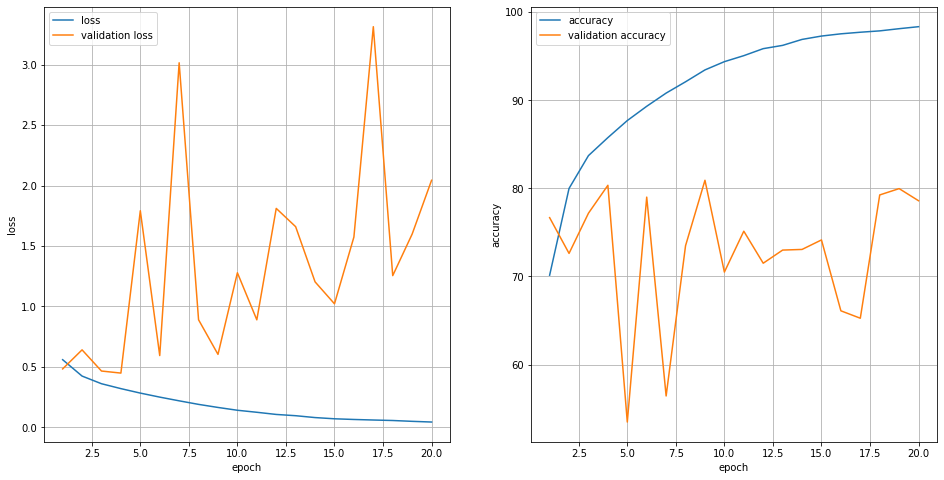 loss
validation loss
3.0
2.5
2.0
1.5
1.0
0.5
0.0
loss
2.5 5.0 7.5 10.0 12.5 15.0 17.5 20.0
epoch
accuracy
validation accuracy
100
90
80
70
60
accuracy
2.5 5.0 7.5 10.0 12.5 15.0 17.5 20.0
epoch